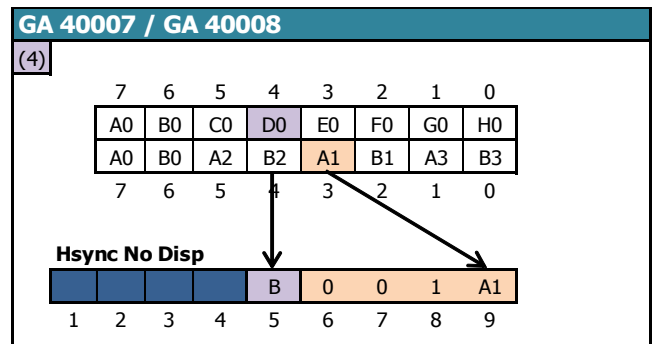 GA 40007 / GA 40008
(4)
7 6 5 4 3 2 1 0
A0 B0 C0 D0 E0 F0 G0 H0
A0 B0 A2 B2 A1 B1 A3 B3
7 6 5 4 3 2 1 0
Hsync No Disp
B 0 0 1 A1
1 2 3 4 5 6 7 8 9